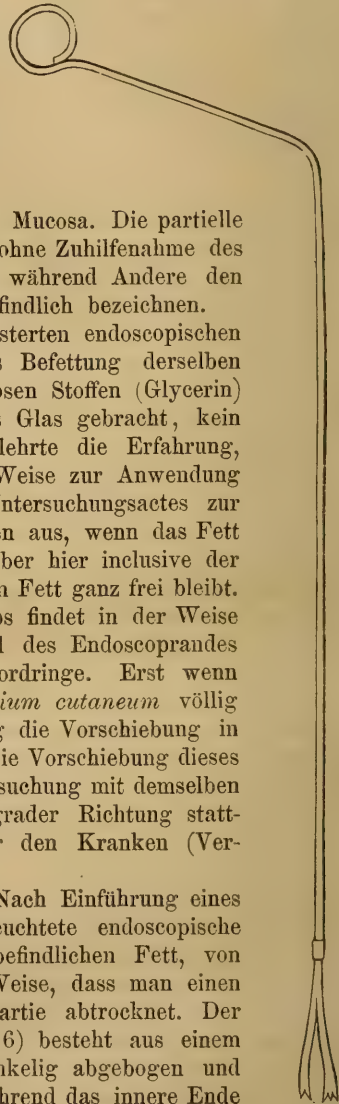 Mucosa. Die partielle
ohne Zuhilfenahme des
während Andere den
findlich bezeichnen.
sterten endoscopischen
Befettung derselben
osen Stoffen (Glycerin)
Glas gebracht, kein
lehrte die Erfahrung,
Weise zur Anwendung
ntersuchungsactes zur
n aus, wenn das Fett
ber hier inclusive der
n Fett ganz frei bleibt.
os findet in der Weise
l des Endoscoprandes
ordringe. Erst wenn
ium cutaneum völlig
g die Vorschiebung in
ie Vorschiebung dieses
suchung mit demselben
grader Richtung statt-
r den Kranken (Ver-
Nach Einführung eines
euchtete endoscopische
befindlichen Fett, von
Weise, dass man einen
artie abtrocknet. Der
6) besteht aus einem
nkelig abgebogen und
hrend das innere Ende